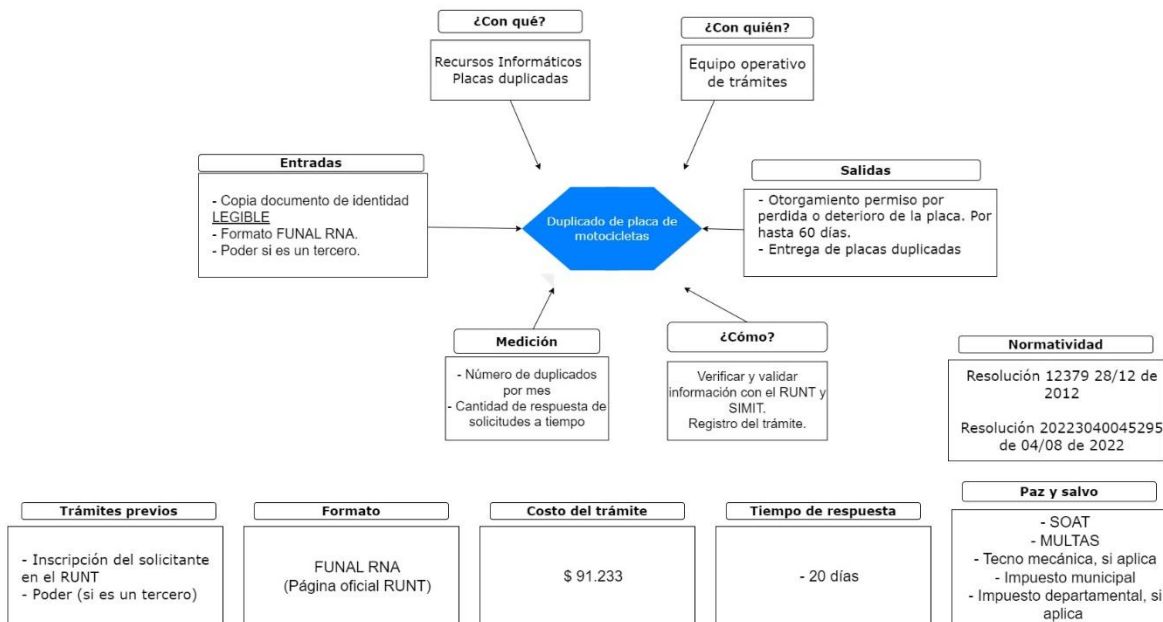 ¿Con qué?
Recursos Informáticos
Placas duplicadas
¿Con quién?
Equipo operativo
de trámites
Entradas
- Copia documento de identidad
LEGIBLE
- Formato FUNAL RNA.
- Poder si es un tercero.
Duplicado de placa de
motocicletas
Salidas
- Otorgamiento permiso por
perdida o deterioro de la placa. Por
hasta 60 días.
- Entrega de placas duplicadas
Medición
- Número de duplicados
por mes
- Cantidad de respuesta de
solicitudes a tiempo
¿Cómo?
Verificar y validar
información con el RUNT y
SIMIT.
Registro del trámite.
Normatividad
Resolución 12379 28/12 de
2012
Resolución 20223040045295
de 04/08 de 2022
Trámites previos
- Inscripción del solicitante
en el RUNT
- Poder (si es un tercero)
Formato
FUNAL RNA
(Página oficial RUNT)
Costo del trámite
$ 91.233
Tiempo de respuesta
- 20 días
Paz y salvo
- SOAT
- MULTAS
- Tecno mecánica, si aplica
- Impuesto municipal
- Impuesto departamental, si
aplica